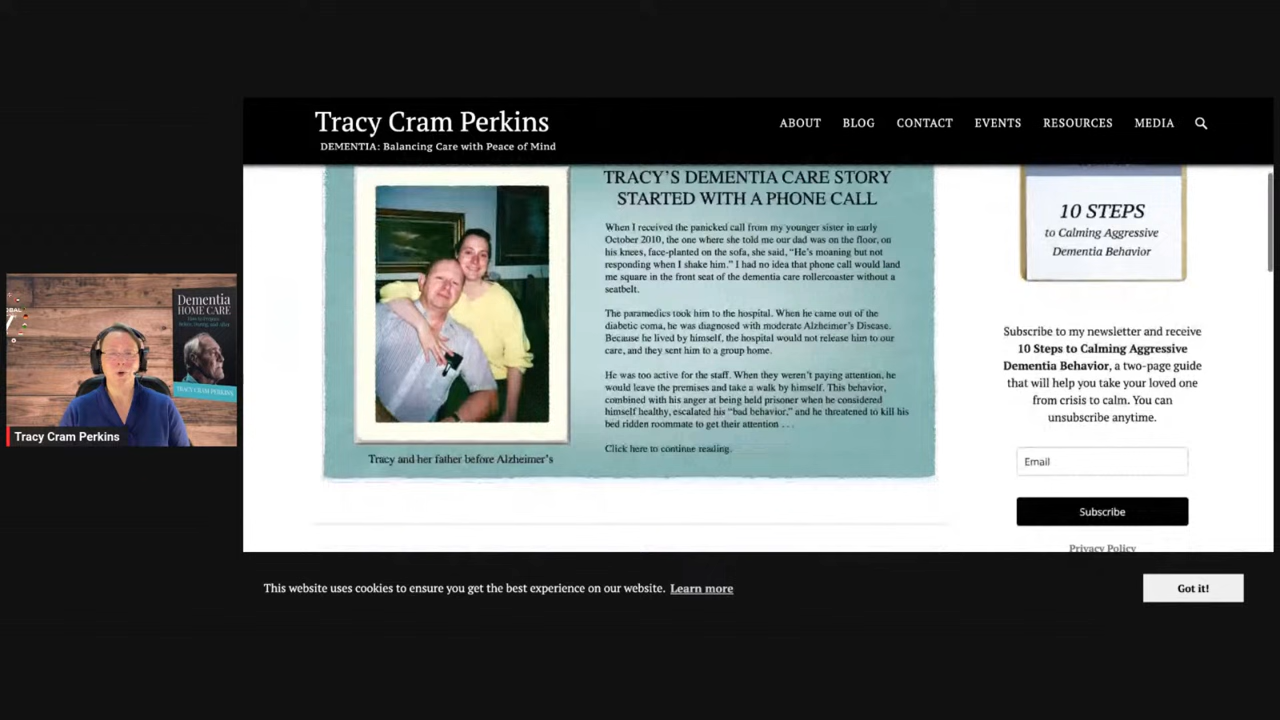 Tracy Cram Perkins
DEMENTIA: Balancing Care with Peace of Mind
ABOUT
BLOG
CONTACT
EVENTS
RESOURCES
MEDIA
TRACY'S DEMENTIA CARE STORY
STARTED WITH A PHONE CALL
When I received the panicked call from my younger sister in early
October 2010, the one where she told me our dad was on the floor, on
his knees, face-planted on the sofa, she said, "He's moaning but not
responding when I shake him." I had no idea that phone call would land
me square in the front seat of the dementia care rollercoaster without a
seatbelt.
The paramedics took him to the hospital. When he came out of the
diabetic coma, he was diagnosed with moderate Alzheimer's Disease.
Because he lived by himself, the hospital would not release him to our
care, and they sent him to a group home.
He was too active for the staff. When they weren't paying attention, he
would leave the premises and take a walk by himself. This behavior,
combined with his anger at being held prisoner when he considered
himself healthy, escalated his "bad behavior," and he threatened to kill his
bed ridden roommate to get their attention . . .
Click here to continue reading.
Tracy and her father before Alzheimer's
10 STEPS
to Calming Aggressive
Dementia Behavior
Subscribe to my newsletter and receive
10 Steps to Calming Aggressive
Dementia Behavior, a two-page guide
that will help you take your loved one
from crisis to calm. You can
unsubscribe anytime.
Email
Subscribe
Privacy Policy
Dementia
HOME CARE
TRACY CRAM PERKINS
Tracy Cram Perkins
This website uses cookies to ensure you get the best experience on our website. Learn more
Got it!